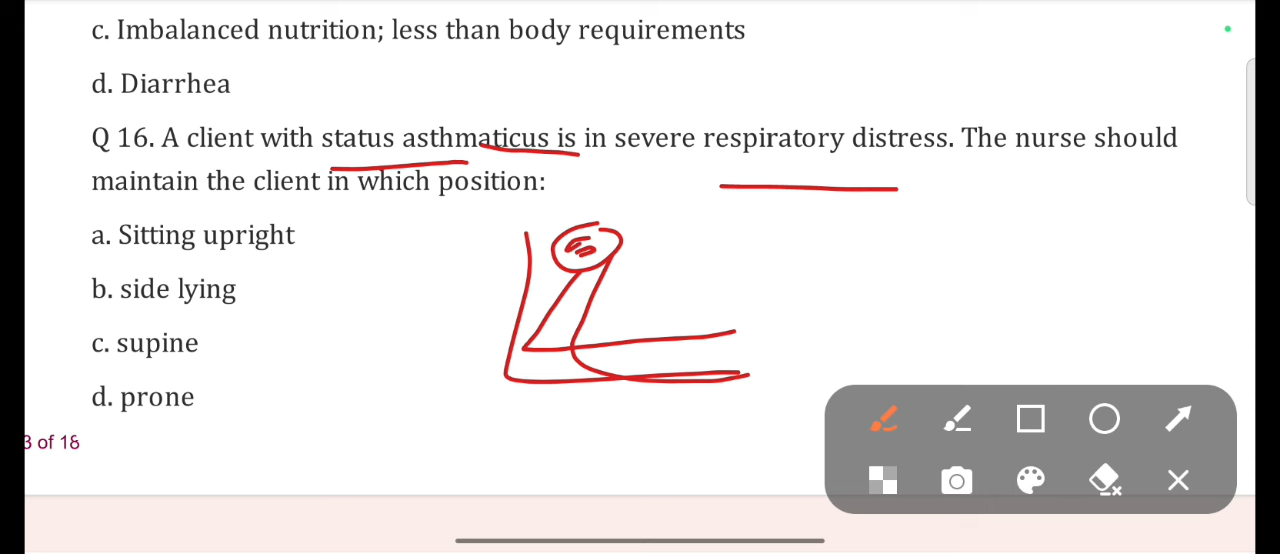 c. Imbalanced nutrition; less than body requirements
d. Diarrhea
Q 16. A client with status asthmaticus is in severe respiratory distress. The nurse should
maintain the client in which position:
a. Sitting upright
b. side lying
c. supine
d. prone
3 of 18